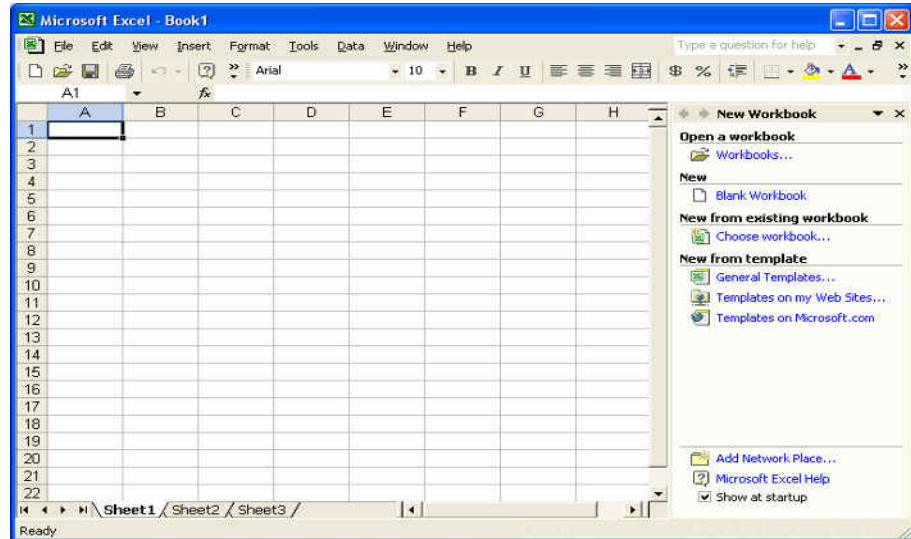 Microsoft Excel - Book1
File Edit View Insert Format Tools Data Window Help Type a question for help
Arial 10 B I U $ %
A1 fx
A B C D E F G H
1
2
3
4
5
6
7
8
9
10
11
12
13
14
15
16
17
18
19
20
21
22
New Workbook
Open a workbook
Workbooks...
New
Blank Workbook
New from existing workbook
Choose workbook...
New from template
General Templates...
Templates on my Web Sites...
Templates on Microsoft.com
Add Network Place...
Microsoft Excel Help
Show at startup
Sheet1 Sheet2 Sheet3
Ready